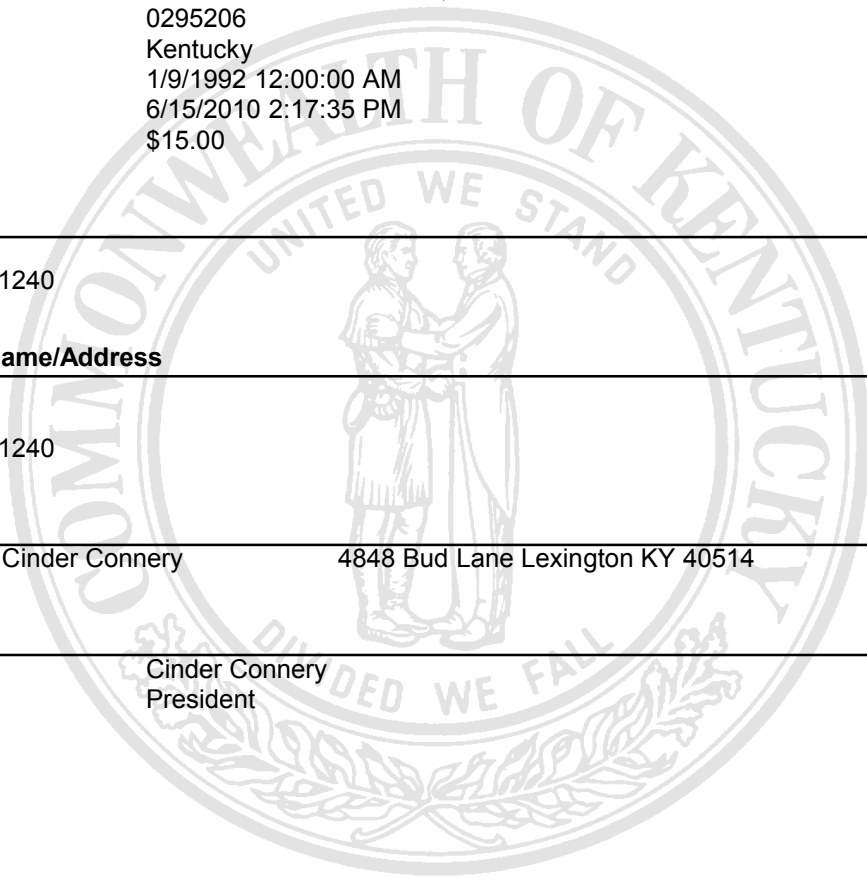 0295206
Kentucky
1/9/1992 12:00:00 AM
6/15/2010 2:17:35 PM
$15.00
1240
ame/Address
1240
Cinder Connery 4848 Bud Lane Lexington KY 40514
Cinder Connery
President
COMMONWEALTH OF KENTUCKY
UNITED WE STAND
DIVIDED WE FALL